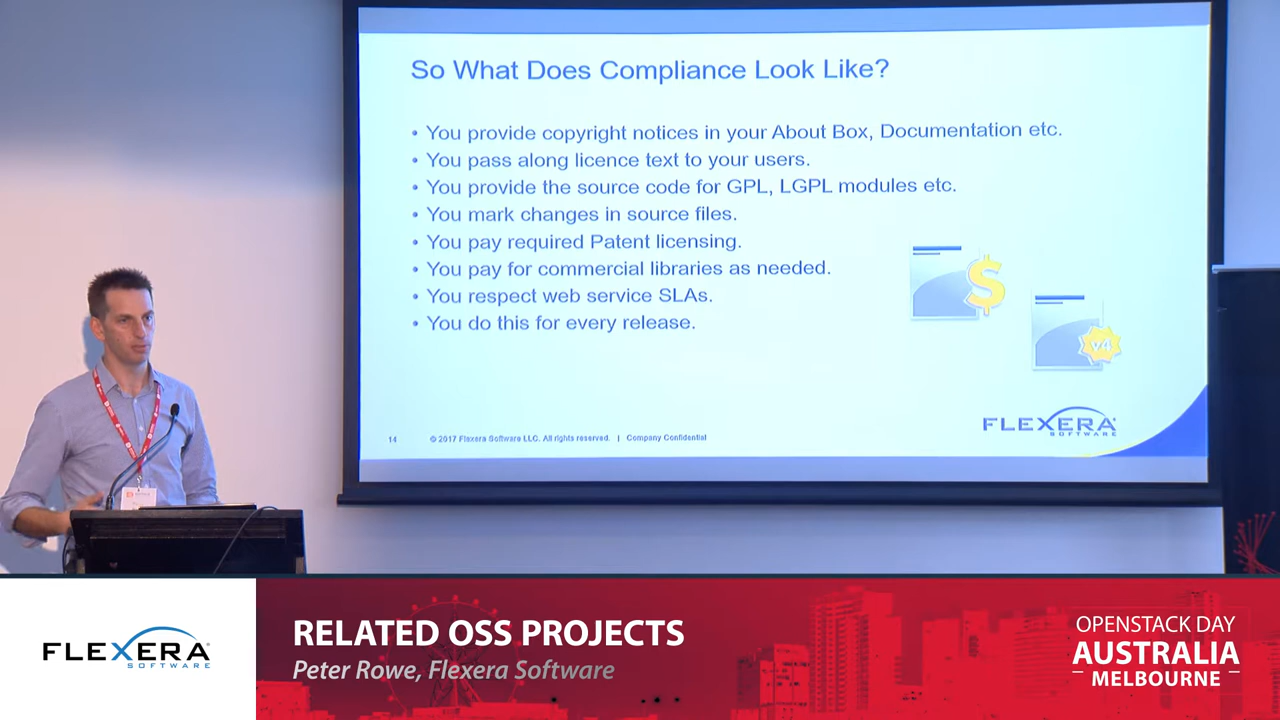 So What Does Compliance Look Like?
• You provide copyright notices in your About Box, Documentation etc.
• You pass along licence text to your users.
• You provide the source code for GPL, LGPL modules etc.
• You mark changes in source files.
• You pay required Patent licensing.
• You pay for commercial libraries as needed.
• You respect web service SLAs.
• You do this for every release.
$
v4
FLEXERA
SOFTWARE
14 © 2017 Flexera Software LLC. All rights reserved. | Company Confidential
FLEXERA
SOFTWARE
RELATED OSS PROJECTS
Peter Rowe, Flexera Software
OPENSTACK DAY
AUSTRALIA
MELBOURNE